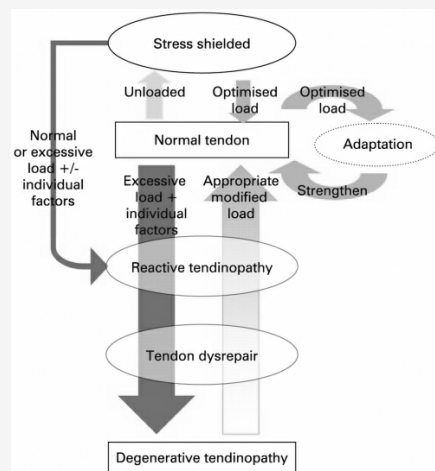 Stress shielded
Unloaded
Optimised
load
Optimised
load
Normal
or excessive
load +/-
individual
factors
Normal tendon
Adaptation
Excessive
load +
individual
factors
Appropriate
modified
load
Strengthen
Reactive tendinopathy
Tendon dysrepair
Degenerative tendinopathy